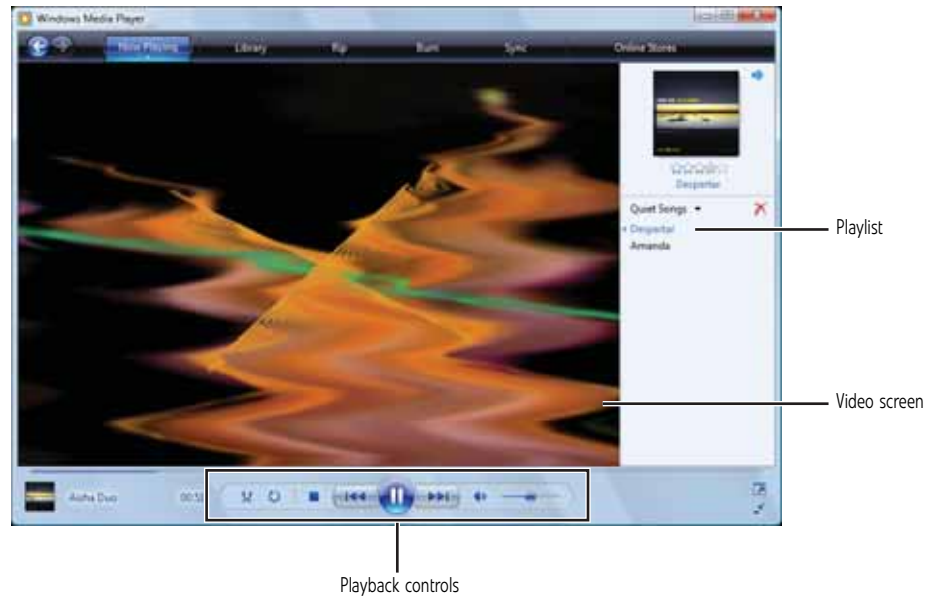 Windows Media Player
Now Playing
Library
Rip
Burn
Sync
Online Stores
Despertar
Quiet Songs
Despertar
Amanda
Playlist
Video screen
Aloha Duo
Playback controls